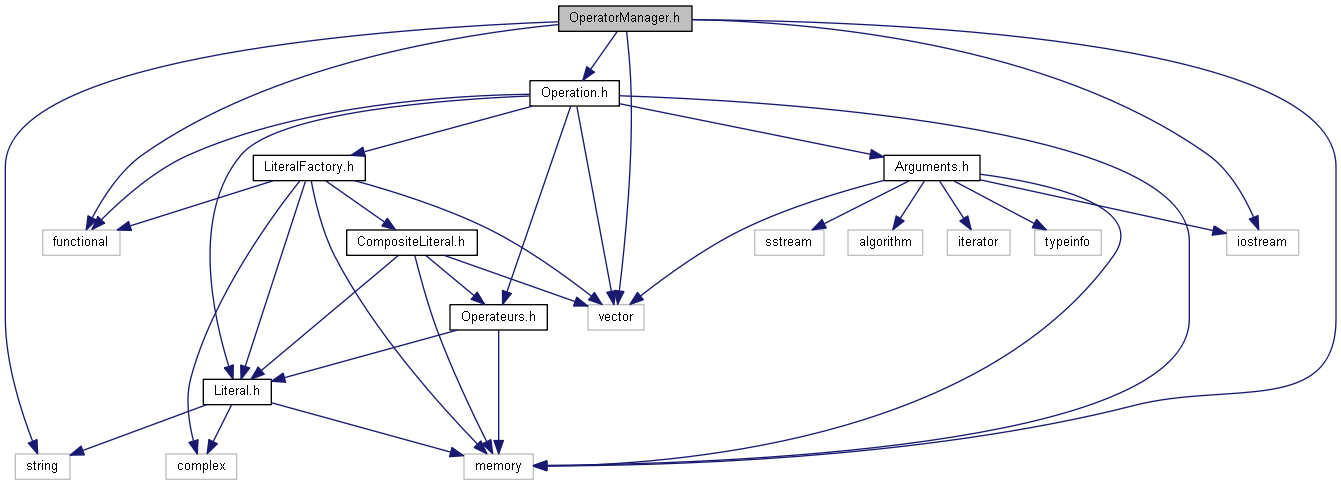 OperatorManager.h
Operation.h
LiteralFactory.h
Arguments.h
functional
CompositeLiteral.h
sstream
algorithm
iterator
typeinfo
iostream
Operateurs.h
vector
Literal.h
string
complex
memory